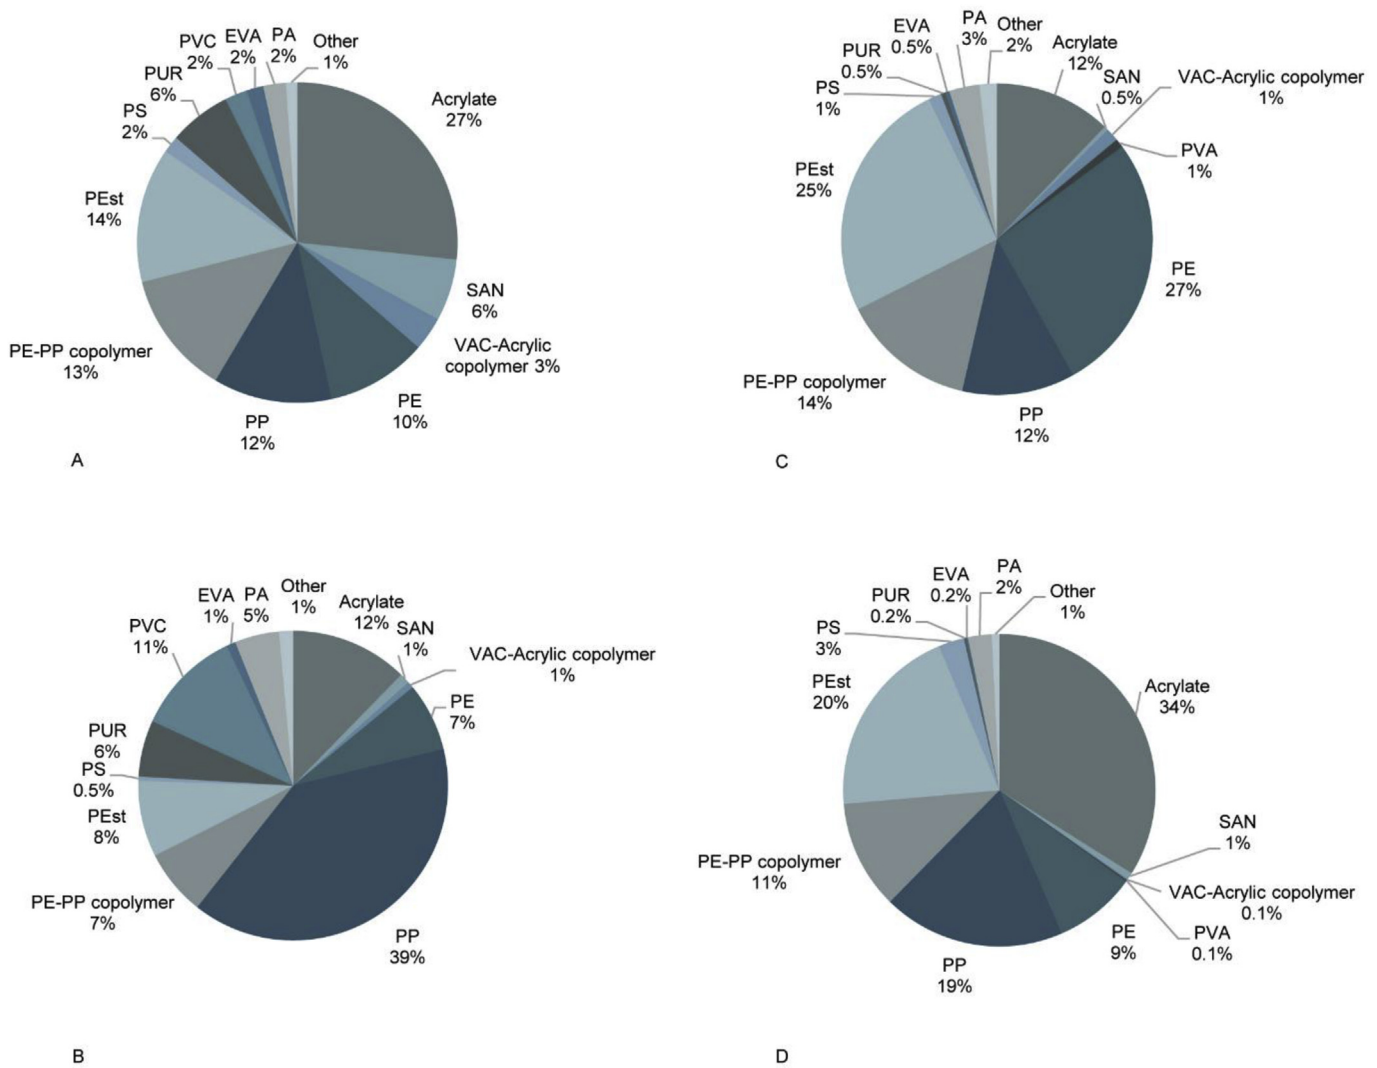 PVC
2%
EVA
2%
PA
2%
Other
1%
PUR
6%
PS
2%
Acrylate
27%
PEst
14%
SAN
6%
VAC-Acrylic
copolymer 3%
PE-PP copolymer
13%
PE
10%
PP
12%
A
EVA
0.5%
PA
3%
Other
2%
Acrylate
12%
PUR
0.5%
SAN
0.5%
VAC-Acrylic copolymer
1%
PS
1%
PVA
1%
PEst
25%
PE
27%
PE-PP copolymer
14%
PP
12%
C
EVA
1%
PA
5%
Other
1%
Acrylate
12%
SAN
1%
PVC
11%
VAC-Acrylic copolymer
1%
PE
7%
PUR
6%
PS
0.5%
PEst
8%
PE-PP copolymer
7%
PP
39%
B
EVA
0.2%
PA
2%
Other
1%
PUR
0.2%
PS
3%
PEst
20%
Acrylate
34%
SAN
1%
PE-PP copolymer
11%
VAC-Acrylic copolymer
0.1%
PE
9%
PVA
0.1%
PP
19%
D